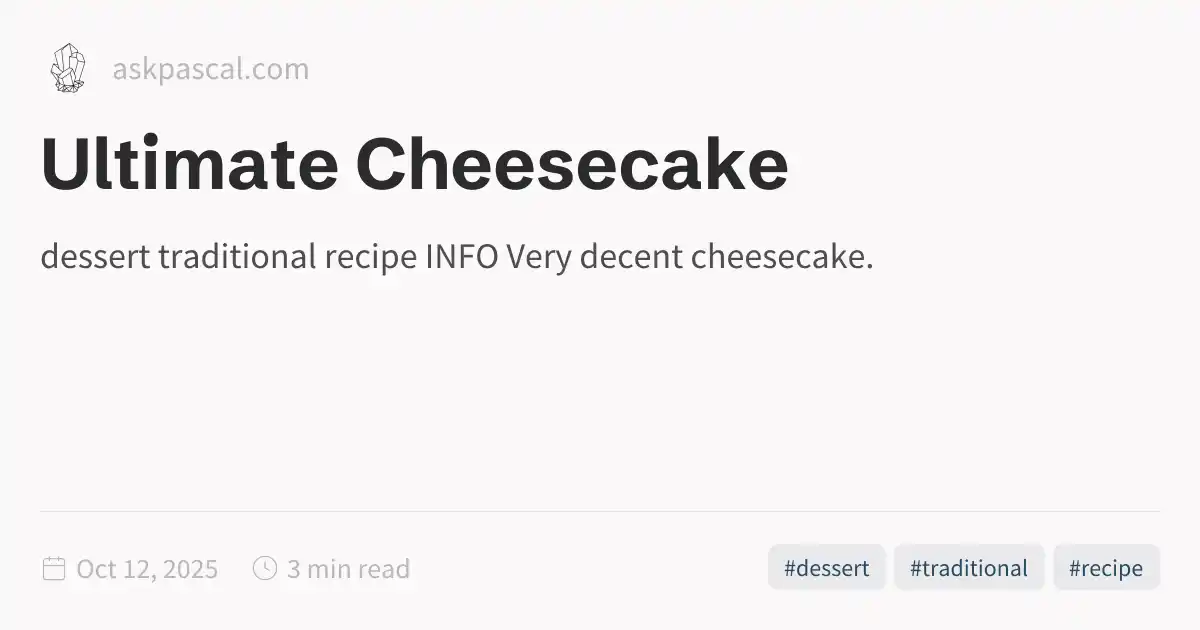 askpascal.com
Ultimate Cheesecake
dessert traditional recipe INFO Very decent cheesecake.
Oct 12, 2025 3 min read #dessert #traditional #recipe